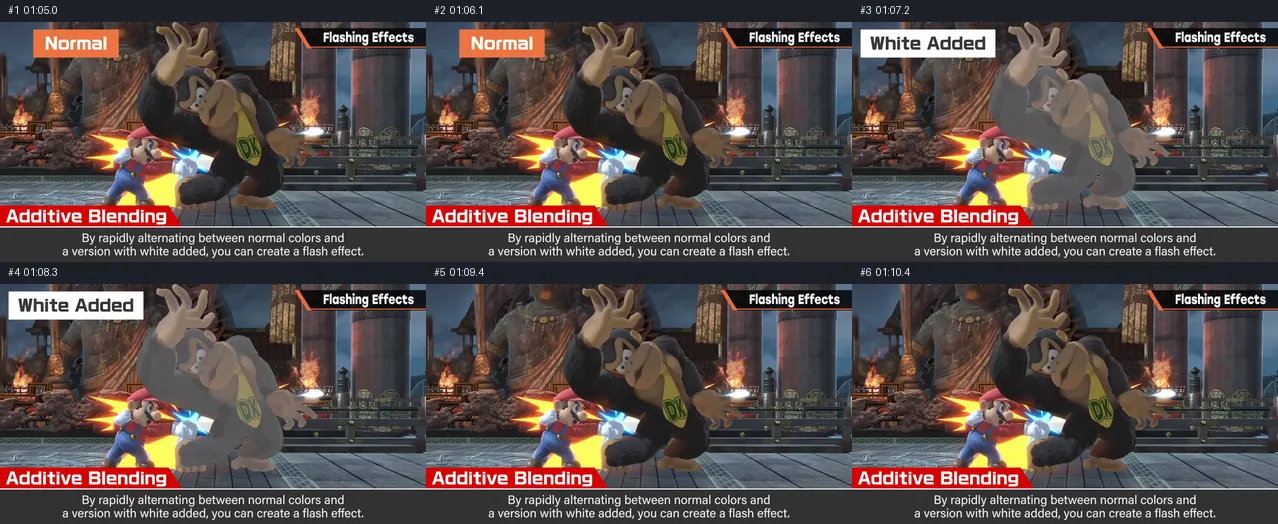 #1 01:05.0
Normal
Flashing Effects
DK
Additive Blending
By rapidly alternating between normal colors and
a version with white added, you can create a flash effect.
#2 01:06.1
Normal
Flashing Effects
DK
Additive Blending
By rapidly alternating between normal colors and
a version with white added, you can create a flash effect.
#3 01:07.2
White Added
Flashing Effects
DK
Additive Blending
By rapidly alternating between normal colors and
a version with white added, you can create a flash effect.
#4 01:08.3
White Added
Flashing Effects
DK
Additive Blending
By rapidly alternating between normal colors and
a version with white added, you can create a flash effect.
#5 01:09.4
Flashing Effects
DK
Additive Blending
By rapidly alternating between normal colors and
a version with white added, you can create a flash effect.
#6 01:10.4
Flashing Effects
DK
Additive Blending
By rapidly alternating between normal colors and
a version with white added, you can create a flash effect.